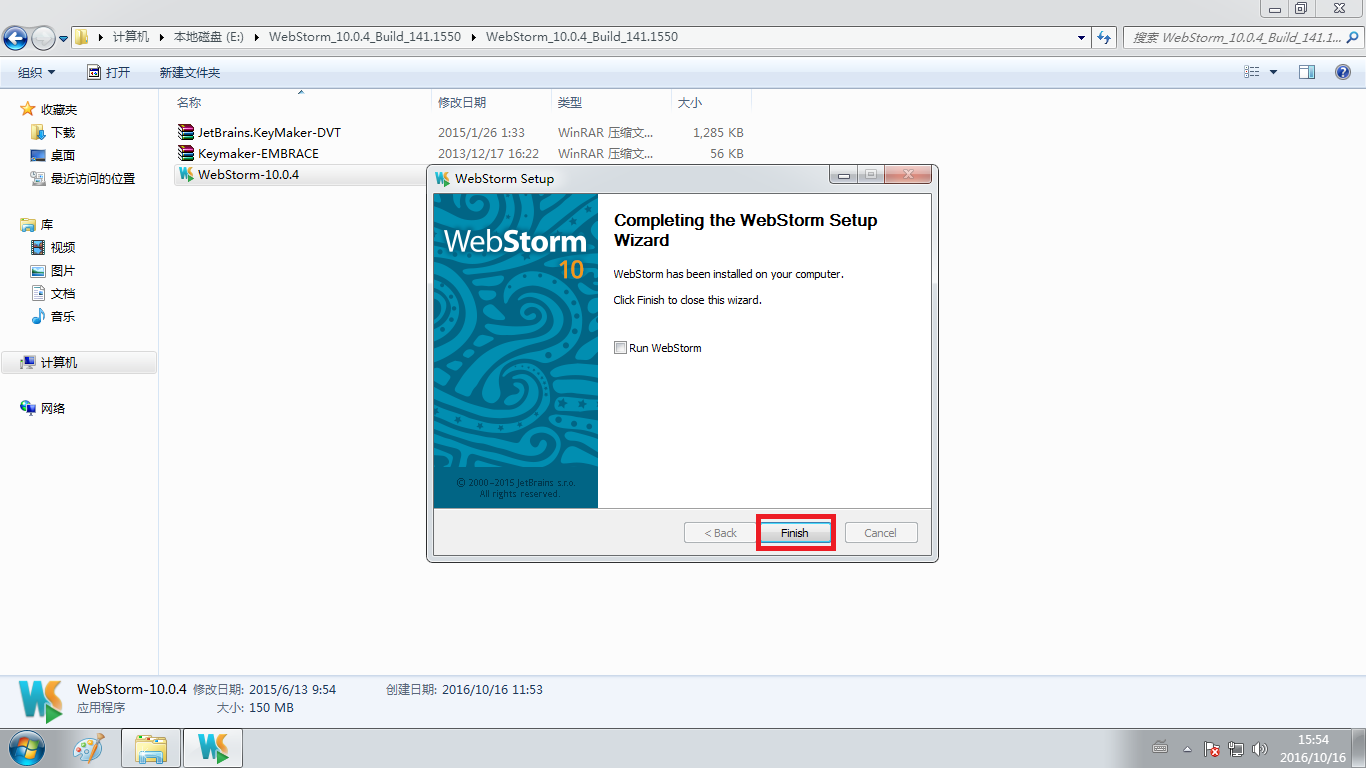 计算机 本地磁盘 (E:) WebStorm_10.0.4_Build_141.1550 WebStorm_10.0.4_Build_141.1550
搜索 WebStorm_10.0.4_Build_141.1...
组织 打开 新建文件夹
名称 修改日期 类型 大小
收藏夹
下载
桌面
最近访问的位置
库
视频
图片
文档
音乐
计算机
网络
JetBrains.KeyMaker-DVT 2015/1/26 1:33 WinRAR 压缩文... 1,285 KB
Keymaker-EMBRACE 2013/12/17 16:22 WinRAR 压缩文... 56 KB
WebStorm-10.0.4
WebStorm Setup
WebStorm
10
© 2000-2015 JetBrains s.r.o.
All rights reserved.
Completing the WebStorm Setup
Wizard
WebStorm has been installed on your computer.
Click Finish to close this wizard.
Run WebStorm
< Back Finish Cancel
WebStorm-10.0.4 修改日期: 2015/6/13 9:54 创建日期: 2016/10/16 11:53
应用程序 大小: 150 MB
15:54
2016/10/16